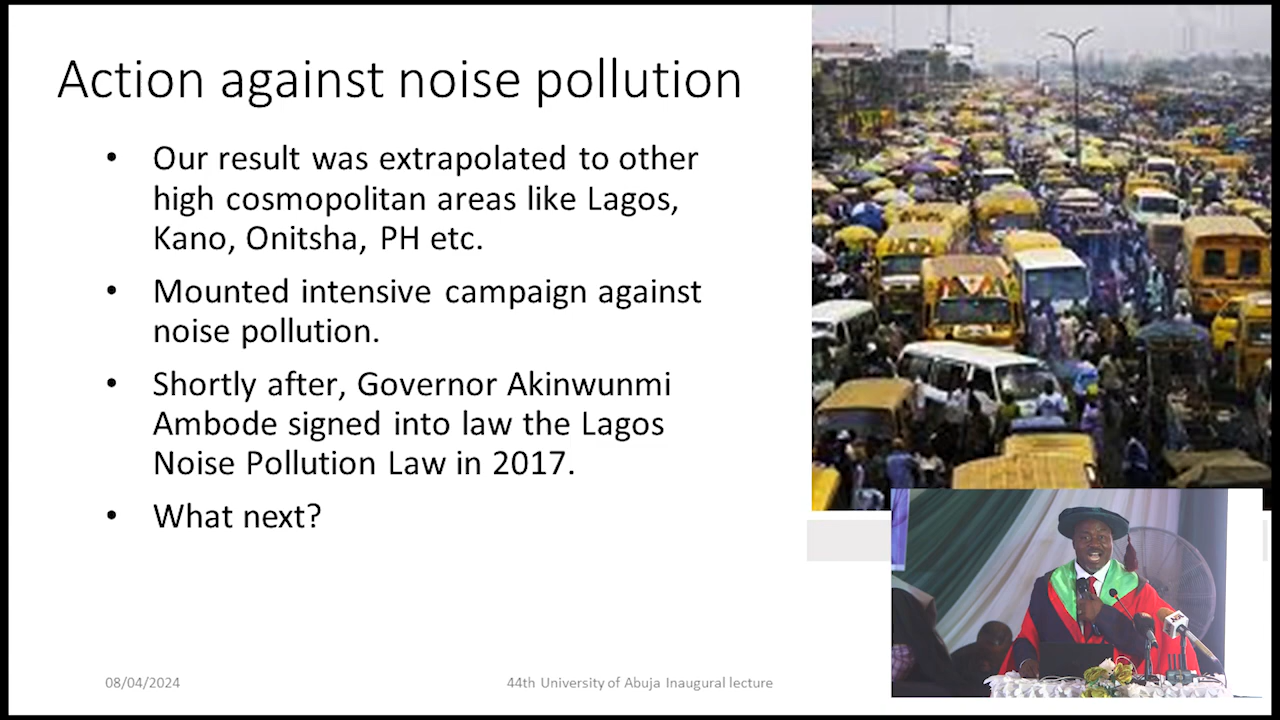 Action against noise pollution
• Our result was extrapolated to other
high cosmopolitan areas like Lagos,
Kano, Onitsha, PH etc.
• Mounted intensive campaign against
noise pollution.
• Shortly after, Governor Akinwunmi
Ambode signed into law the Lagos
Noise Pollution Law in 2017.
• What next?
08/04/2024
44th University of Abuja Inaugural lecture